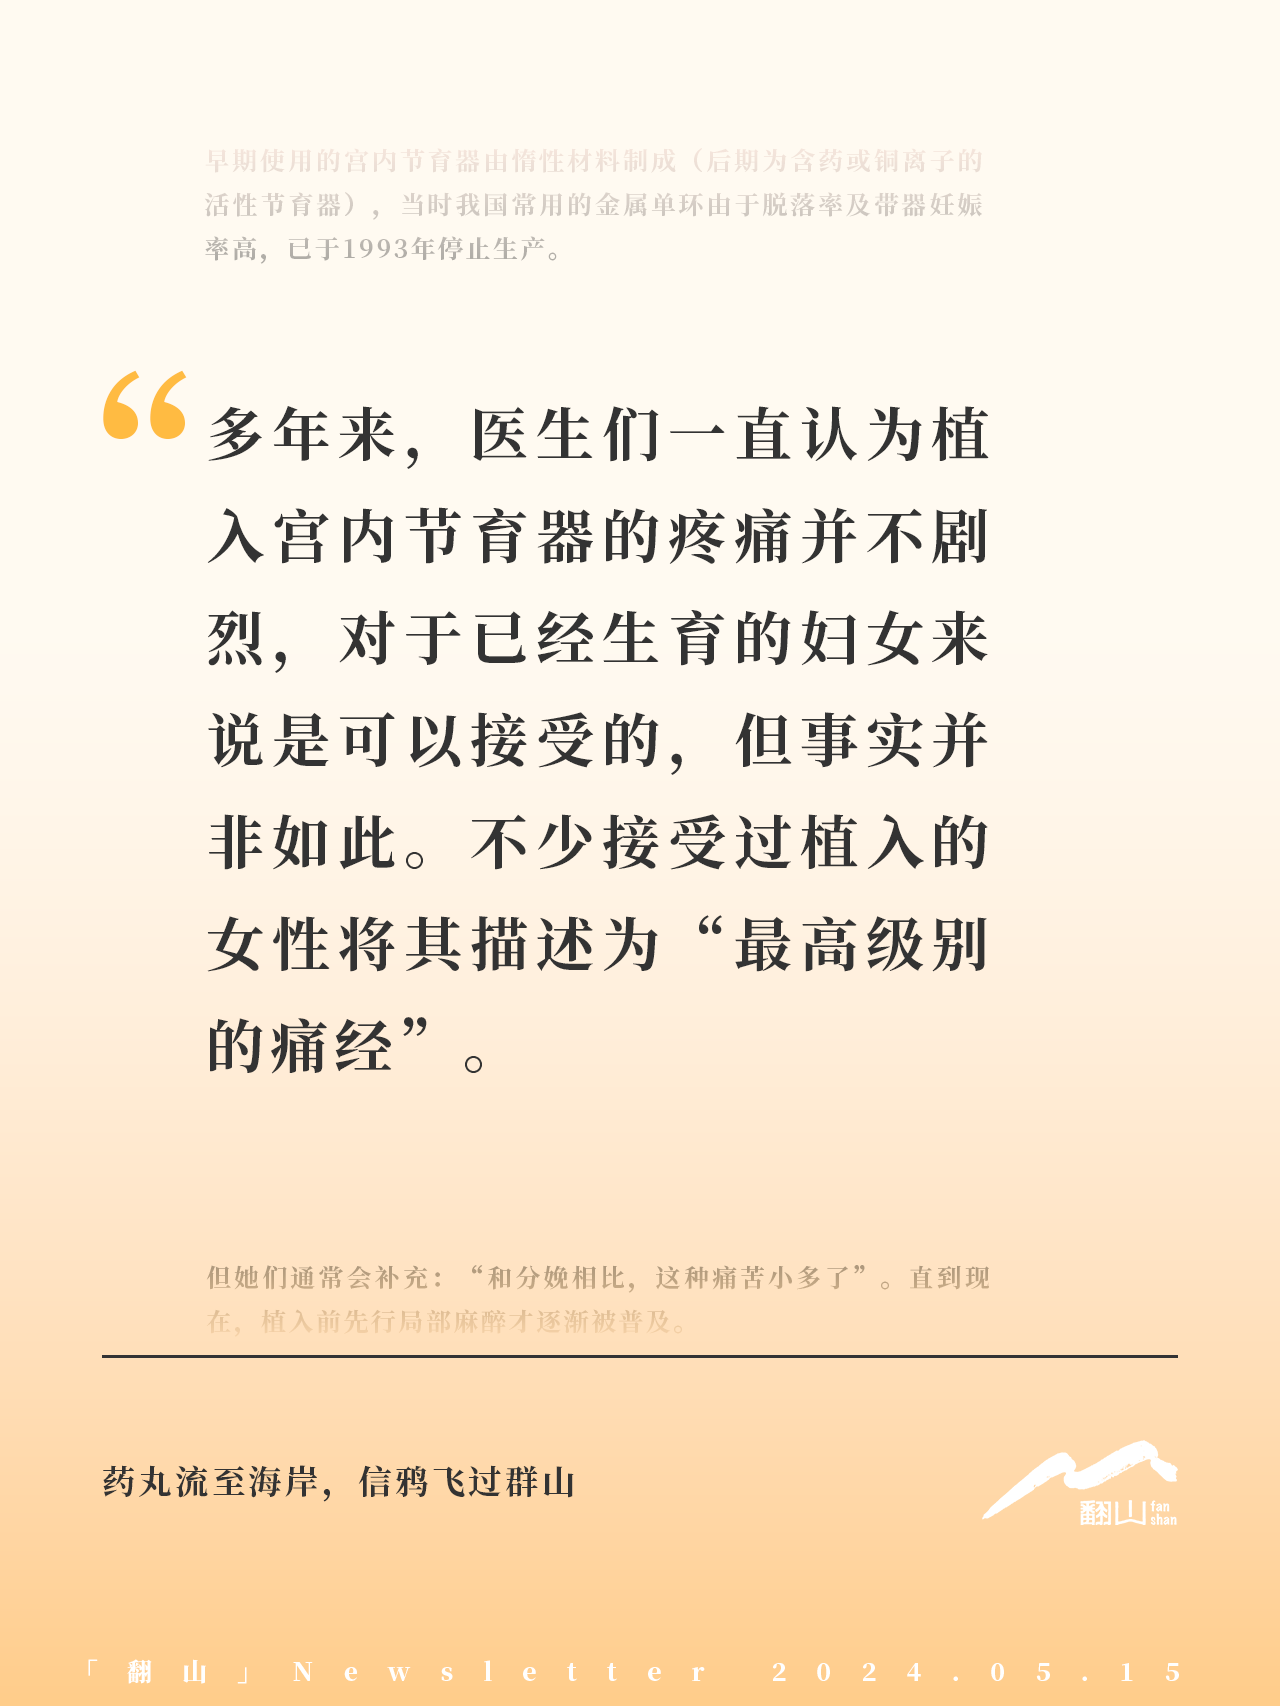 早期使用的宫内节育器由惰性材料制成（后期为含药或铜离子的
活性节育器），当时我国常用的金属单环由于脱落率及带器妊娠
率高，已于1993年停止生产。
“多年来，医生们一直认为植
入宫内节育器的疼痛并不剧
烈，对于已经生育的妇女来
说是可以接受的，但事实并
非如此。不少接受过植入的
女性将其描述为“最高级别
的痛经”。
但她们通常会补充：“和分娩相比，这种痛苦小多了”。直到现
在，植入前先行局部麻醉才逐渐被普及。
药丸流至海岸，信鸦飞过群山
翻山 fan
shan
「翻山」Newsletter 2024.05.15